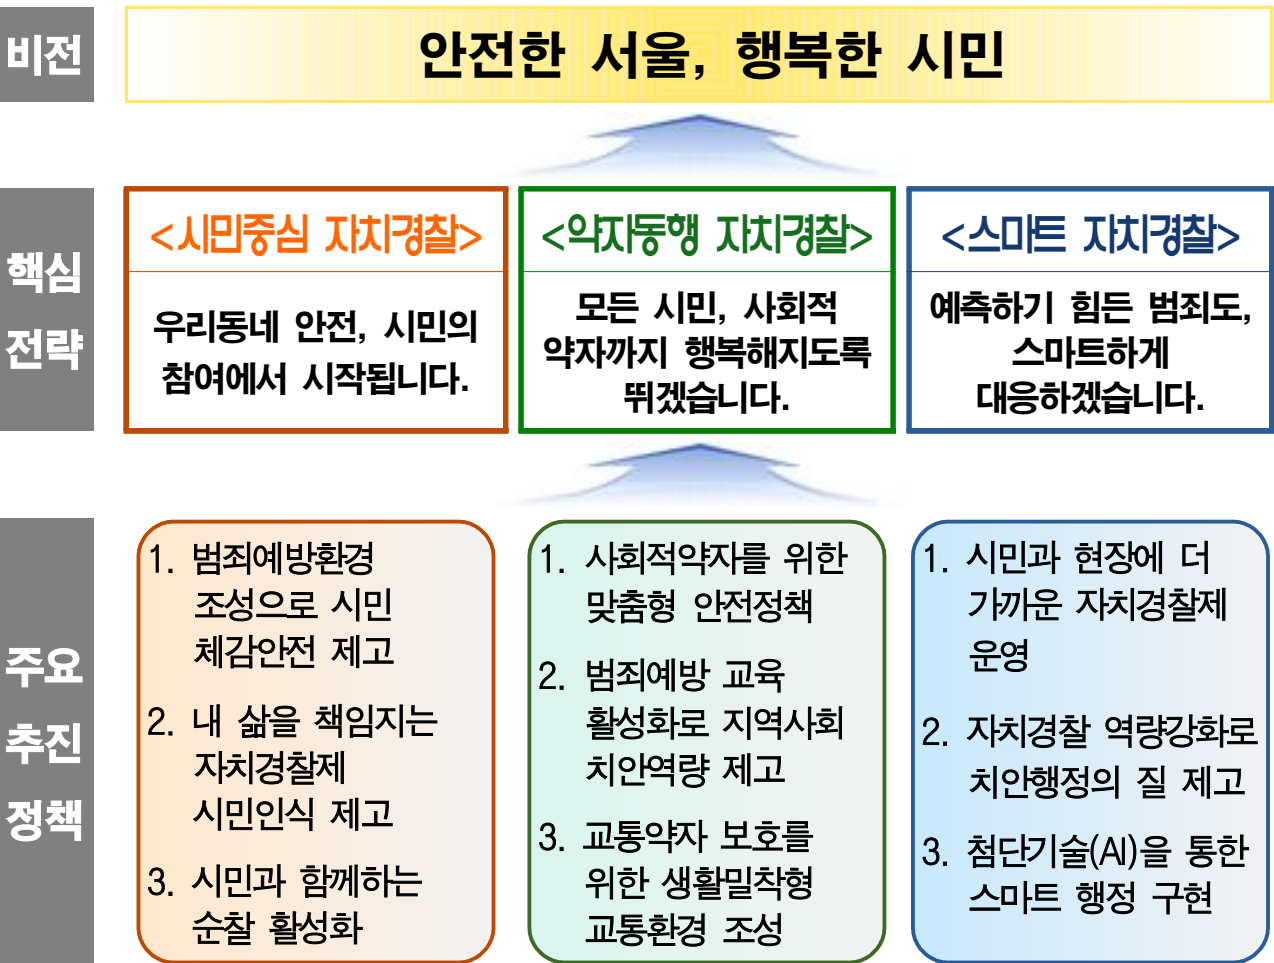 비전
안전한 서울, 행복한 시민
핵심
전략
<시민중심 자치경찰>
우리동네 안전, 시민의
참여에서 시작됩니다.
<약자동행 자치경찰>
모든 시민, 사회적
약자까지 행복해지도록
뛰겠습니다.
<스마트 자치경찰>
예측하기 힘든 범죄도,
스마트하게
대응하겠습니다.
주요
추진
정책
1. 범죄예방환경
조성으로 시민
체감안전 제고
2. 내 삶을 책임지는
자치경찰제
시민인식 제고
3. 시민과 함께하는
순찰 활성화
1. 사회적약자를 위한
맞춤형 안전정책
2. 범죄예방 교육
활성화로 지역사회
치안역량 제고
3. 교통약자 보호를
위한 생활밀착형
교통환경 조성
1. 시민과 현장에 더
가까운 자치경찰제
운영
2. 자치경찰 역량강화로
치안행정의 질 제고
3. 첨단기술(AI)을 통한
스마트 행정 구현